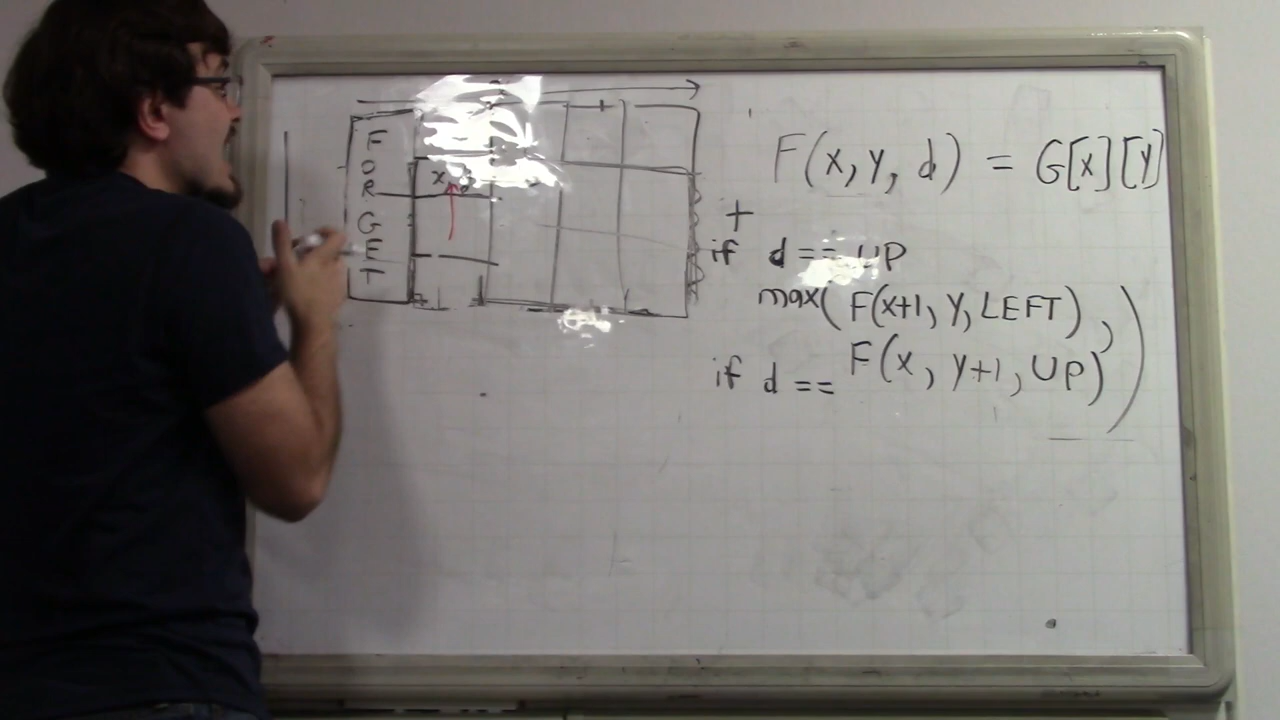 F
O
R
G
E
T
x, y
F(x, y, d) = G[x][y]
+
if d == UP
max( F(x+1, y, LEFT) ,
F(x, y+1, UP) )
if d ==